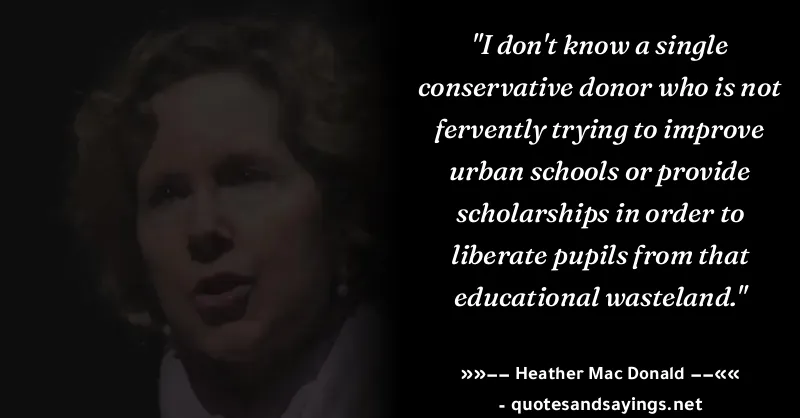 "I don't know a single
conservative donor who is not
fervently trying to improve
urban schools or provide
scholarships in order to
liberate pupils from that
educational wasteland."
»»−− Heather Mac Donald −−««
- quotesandsayings.net